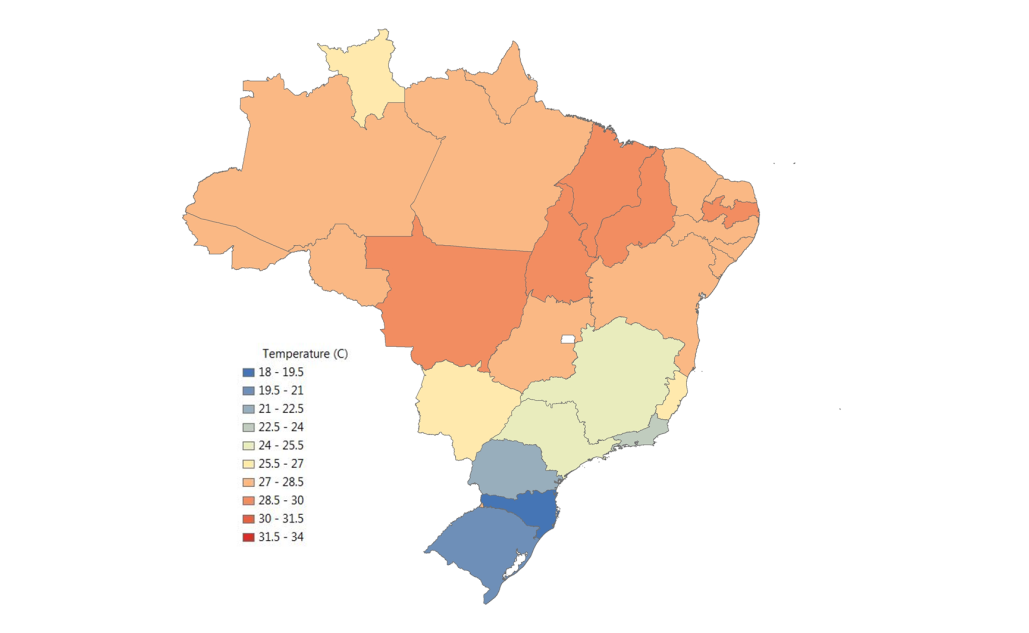 Temperature (C)
18 - 19.5
19.5 - 21
21 - 22.5
22.5 - 24
24 - 25.5
25.5 - 27
27 - 28.5
28.5 - 30
30 - 31.5
31.5 - 34